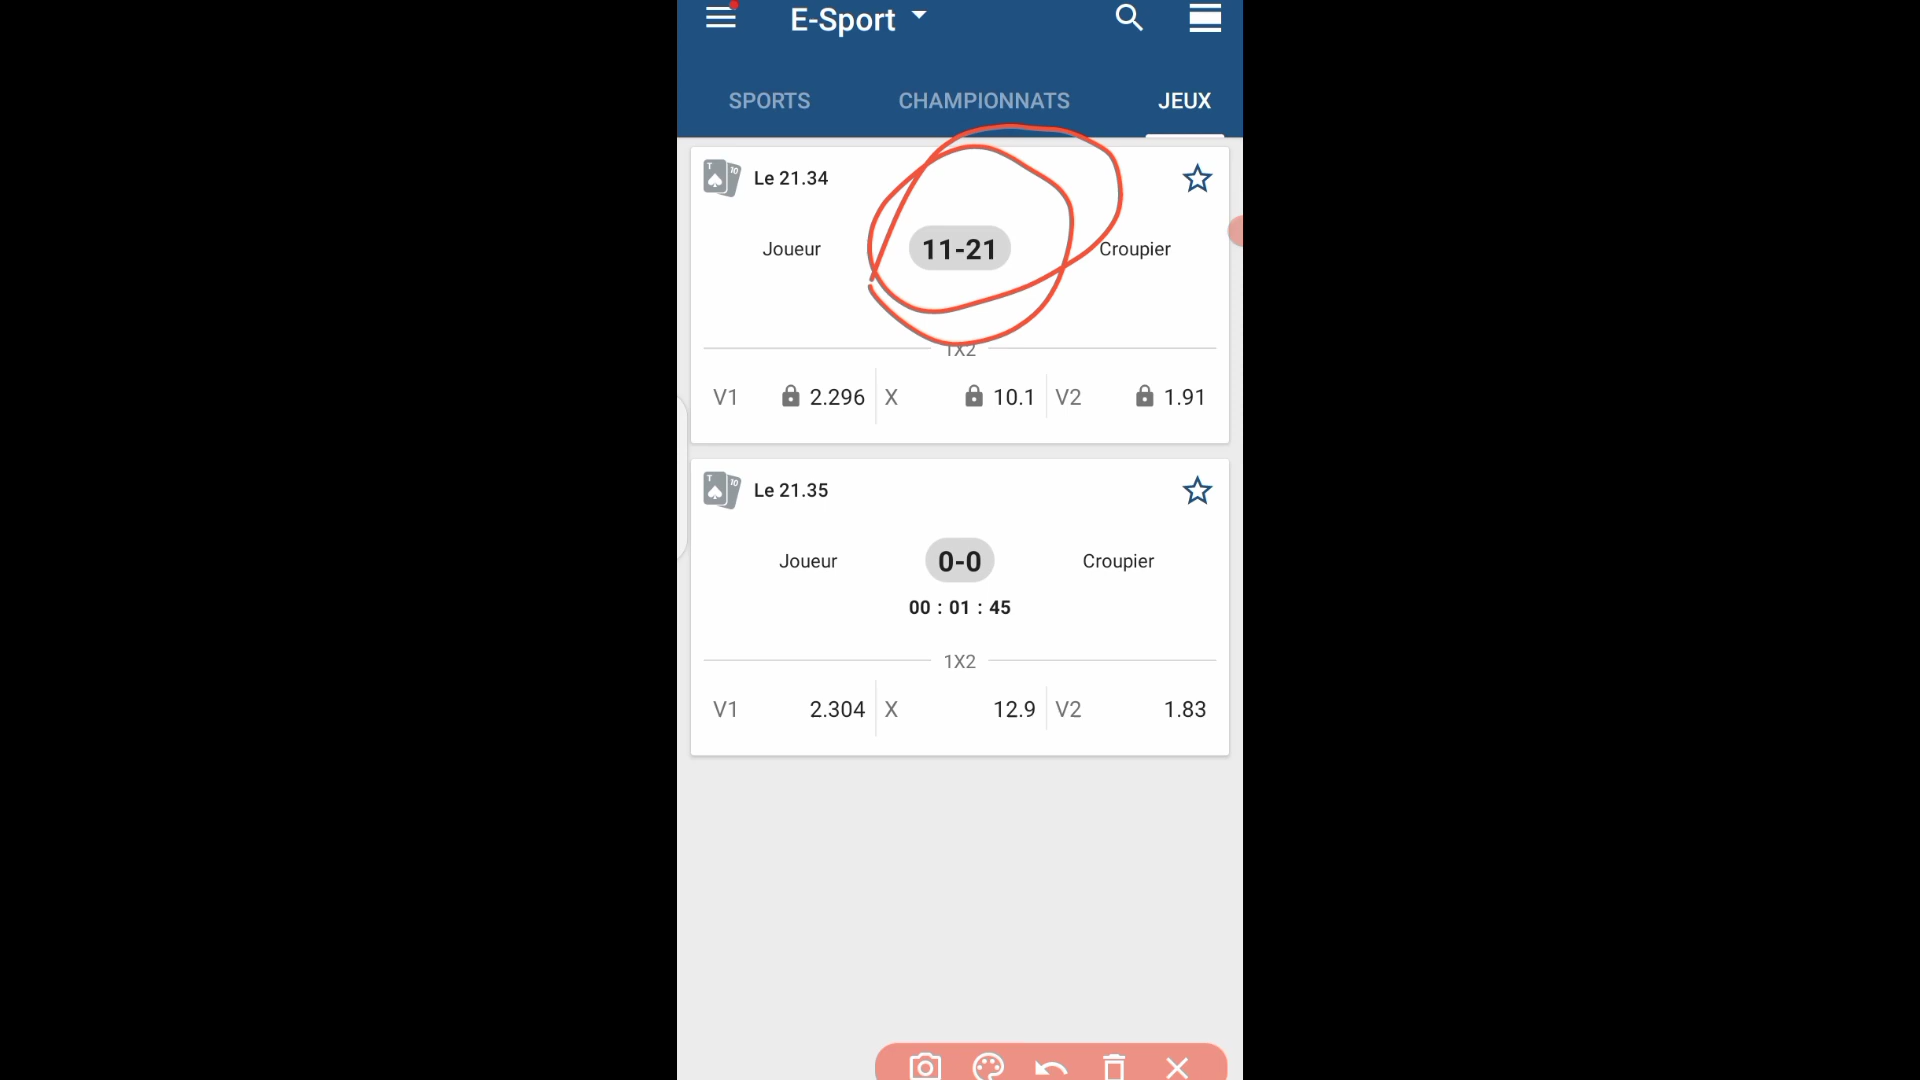 E-Sport
SPORTS CHAMPIONNATS JEUX
Le 21.34
Joueur 11-21 Croupier
1X2
V1 2.296 X 10.1 V2 1.91
Le 21.35
Joueur 0-0 Croupier
00 : 01 : 45
1X2
V1 2.304 X 12.9 V2 1.83